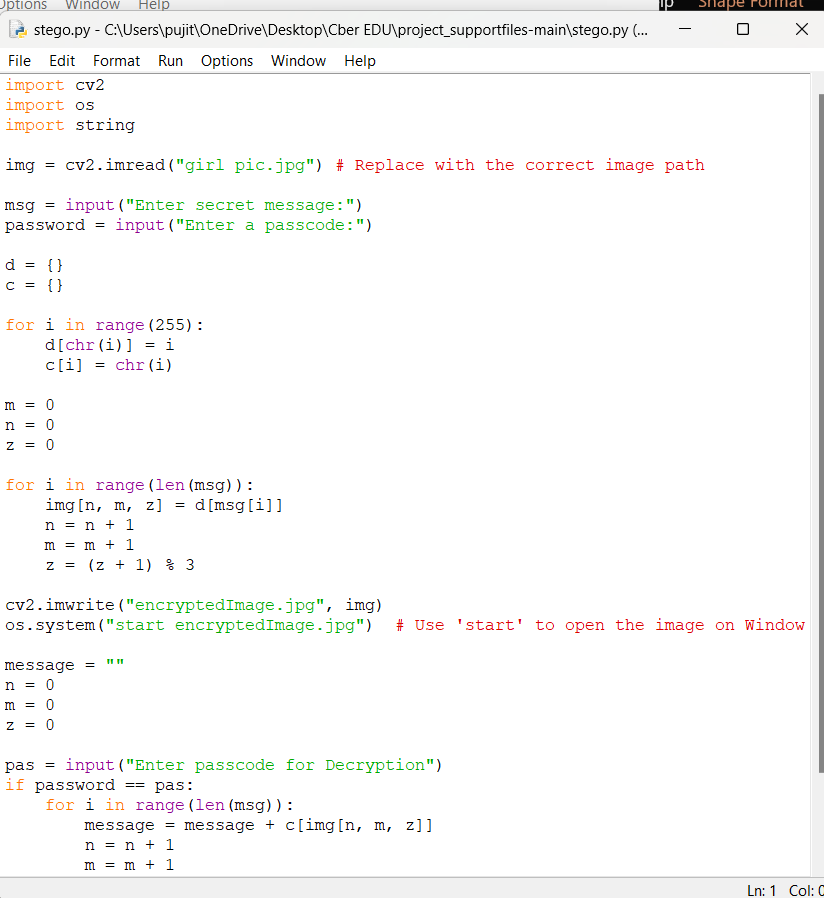 Options Window Help
Shape Format
stego.py - C:\Users\pujit\OneDrive\Desktop\Cber EDU\project_supportfiles-main\stego.py (...
File Edit Format Run Options Window Help
import cv2
import os
import string
img = cv2.imread("girl pic.jpg") # Replace with the correct image path
msg = input("Enter secret message:")
password = input("Enter a passcode:")
d = {}
c = {}
for i in range(255):
    d[chr(i)] = i
    c[i] = chr(i)
m = 0
n = 0
z = 0
for i in range(len(msg)):
    img[n, m, z] = d[msg[i]]
    n = n + 1
    m = m + 1
    z = (z + 1) % 3
cv2.imwrite("encryptedImage.jpg", img)
os.system("start encryptedImage.jpg")  # Use 'start' to open the image on Window
message = ""
n = 0
m = 0
z = 0
pas = input("Enter passcode for Decryption")
if password == pas:
    for i in range(len(msg)):
        message = message + c[img[n, m, z]]
        n = n + 1
        m = m + 1
Ln: 1 Col: 0